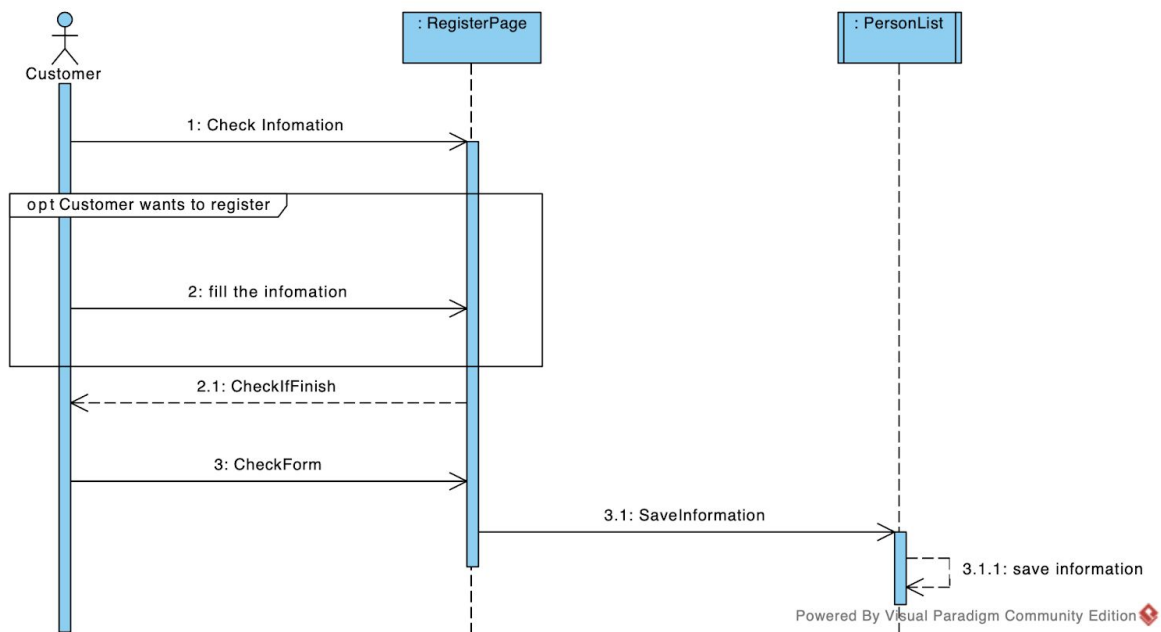 : RegisterPage
: PersonList
Customer
1: Check Infomation
opt Customer wants to register
2: fill the infomation
2.1: CheckIfFinish
3: CheckForm
3.1: SaveInformation
3.1.1: save information
Powered By Visual Paradigm Community Edition